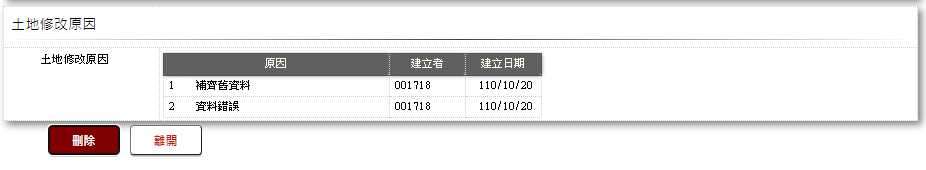 土地修改原因
土地修改原因
原因 建立者 建立日期
1 補齊舊資料 001718 110/10/20
2 資料錯誤 001718 110/10/20
刪除 離開